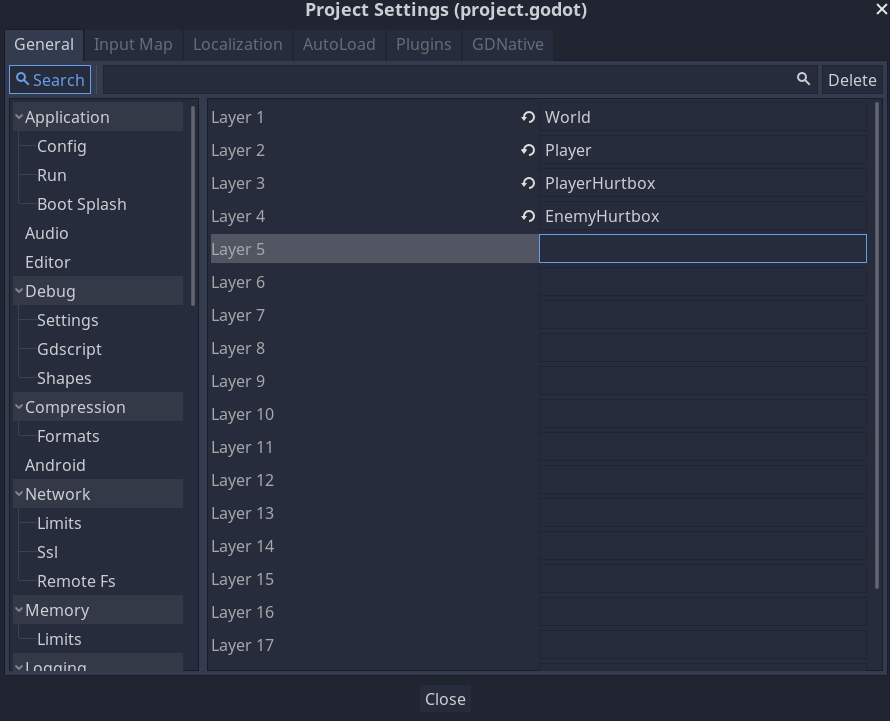 Project Settings (project.godot)
General Input Map Localization AutoLoad Plugins GDNative
Search Delete
Application
Config
Run
Boot Splash
Audio
Editor
Debug
Settings
Gdscript
Shapes
Compression
Formats
Android
Network
Limits
Ssl
Remote Fs
Memory
Limits
Logging
Layer 1 World
Layer 2 Player
Layer 3 PlayerHurtbox
Layer 4 EnemyHurtbox
Layer 5
Layer 6
Layer 7
Layer 8
Layer 9
Layer 10
Layer 11
Layer 12
Layer 13
Layer 14
Layer 15
Layer 16
Layer 17
Close